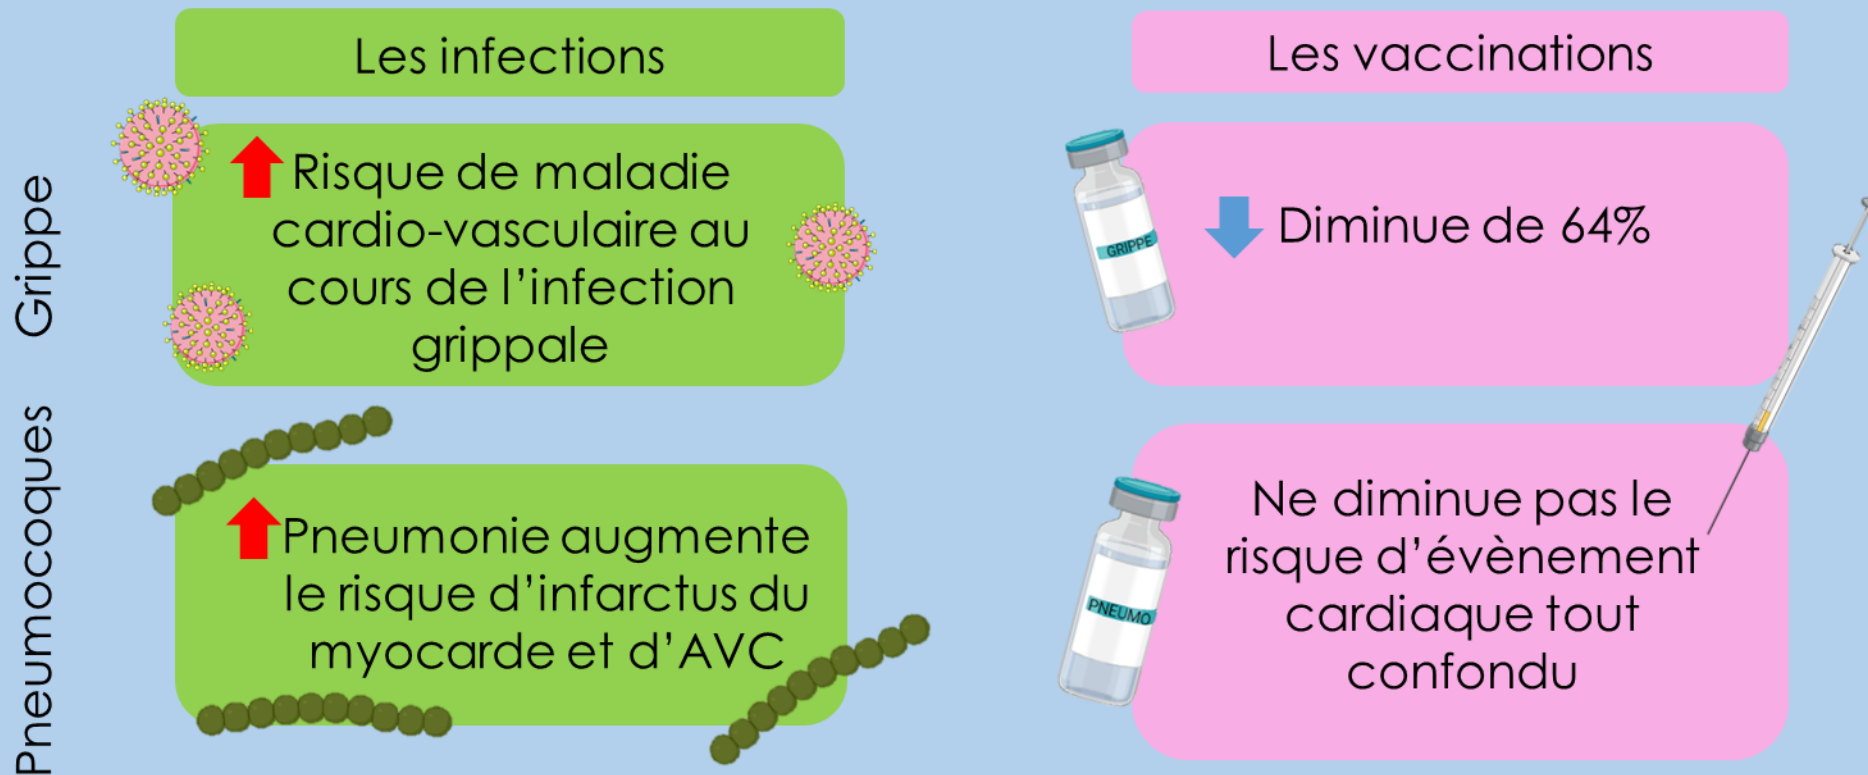 Les infections
Les vaccinations
Grippe
Risque de maladie
cardio-vasculaire au
cours de l’infection
grippale
GRIPPE
Diminue de 64%
Pneumocoques
Pneumonie augmente
le risque d’infarctus du
myocarde et d’AVC
PNEUMO
Ne diminue pas le
risque d’évènement
cardiaque tout
confondu